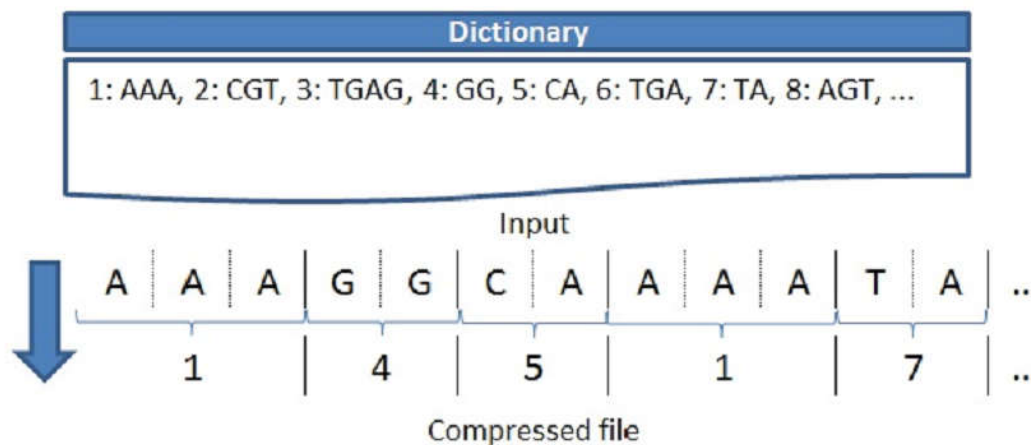 Dictionary
1: AAA, 2: CGT, 3: TGAG, 4: GG, 5: CA, 6: TGA, 7: TA, 8: AGT, ...
Input
A A A G G C A A A A T A ..
1 4 5 1 7 ..
Compressed file